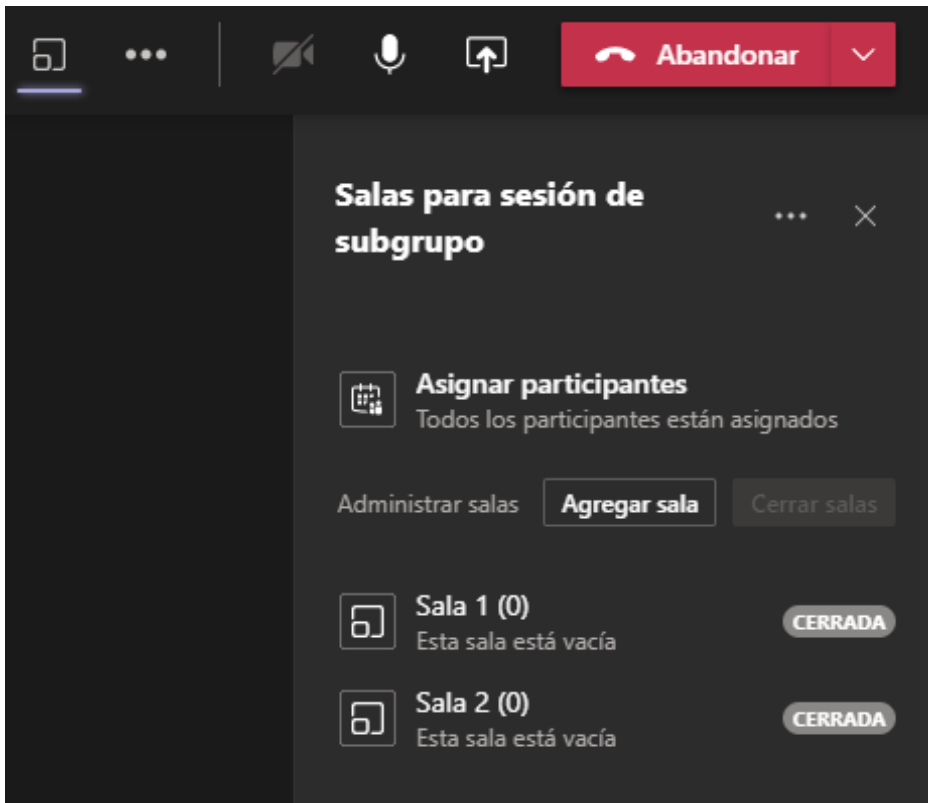 Abandonar
Salas para sesión de
subgrupo
Asignar participantes
Todos los participantes están asignados
Administrar salas Agregar sala Cerrar salas
Sala 1 (0)
Esta sala está vacía
CERRADA
Sala 2 (0)
Esta sala está vacía
CERRADA